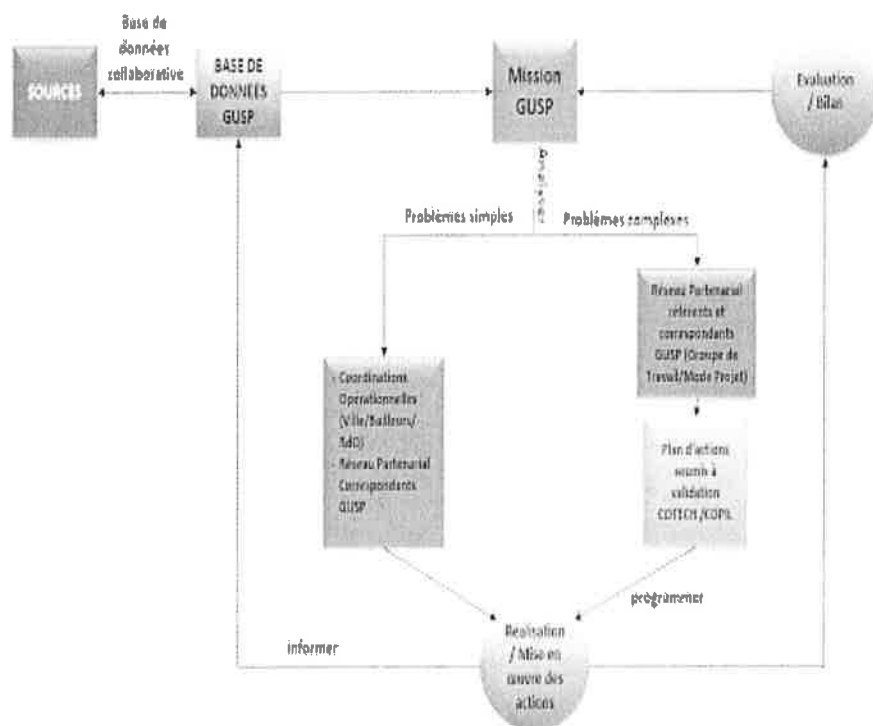 Base de
données
collaborative
SOURCES
BASE DE
DONNEES
GUSP
Mission
GUSP
Evaluation
/ Bilan
analyser
Problèmes simples
Problèmes complexes
- Coordinations
Opérationnelles
(Ville/Bailleurs/
)
- Réseau Partenarial
Correspondants
GUSP
Réseau Partenarial
référents et
correspondants
GUSP (Groupe de
Travail/Mode Projet)
Plan d'actions
soumis à
validation
COTECH /COPIL
programmer
informer
Réalisation
/ Mise en
œuvre des
actions